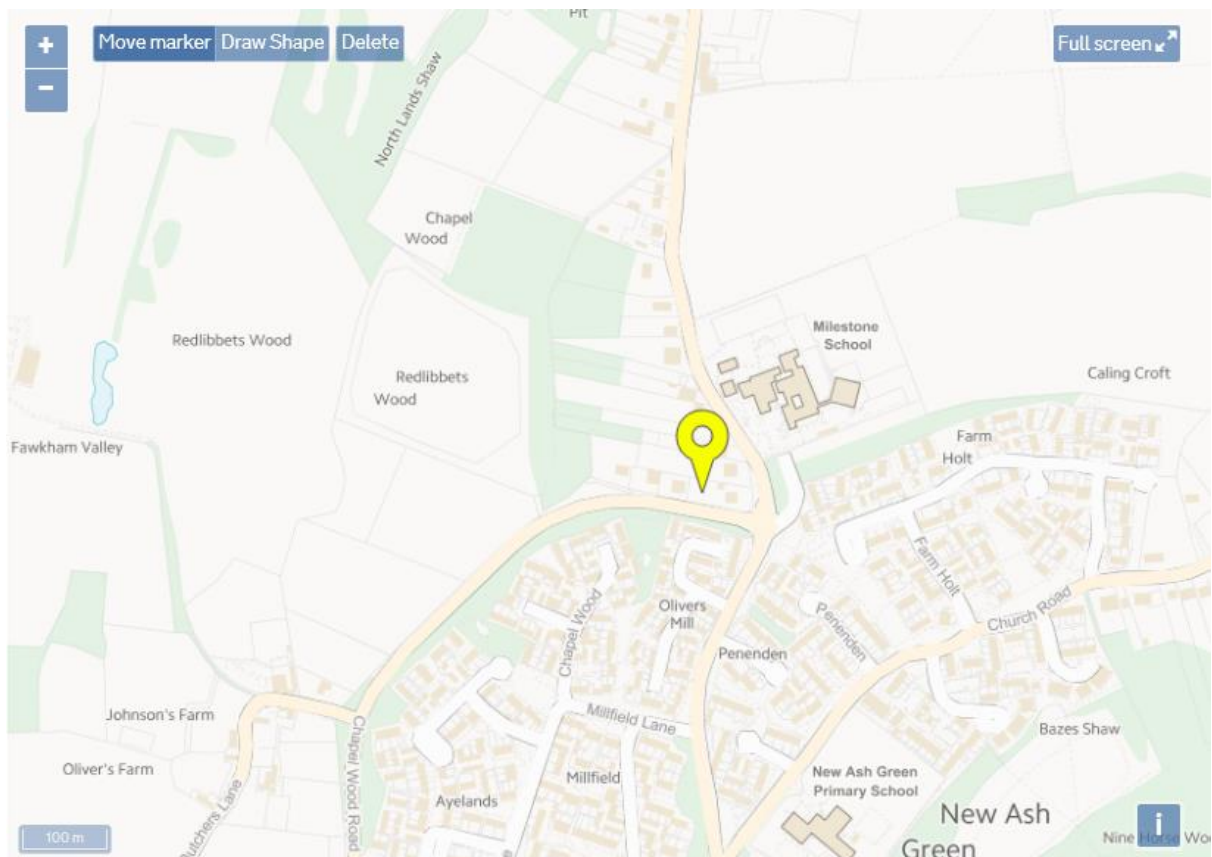 Pit
+
Move marker
Draw Shape
Delete
Full screen
−
North Lands Shaw
Chapel
Wood
Redlibbets Wood
Milestone
School
Redlibbets
Wood
Caling Croft
Fawkham Valley
Farm
Holt
Farm Holt
Olivers
Mill
Chapel Wood
Penenden
Church Road
Penenden
Johnson's Farm
Millfield Lane
Chapel Wood Road
Bazes Shaw
Oliver's Farm
Millfield
New Ash Green
Primary School
Ayelands
New Ash
Green
Butchers Lane
100 m
i
Nine Horse Wo